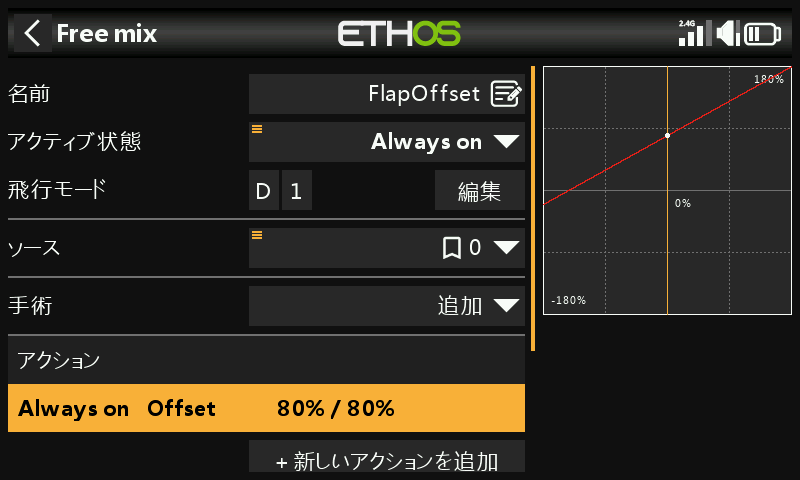 Free mix
ETHOS
2.4G
名前 FlapOffset
アクティブ状態 Always on
飛行モード D 1 編集
ソース 0
手術 追加
アクション
Always on Offset 80% / 80%
+ 新しいアクションを追加
180%
0%
-180%